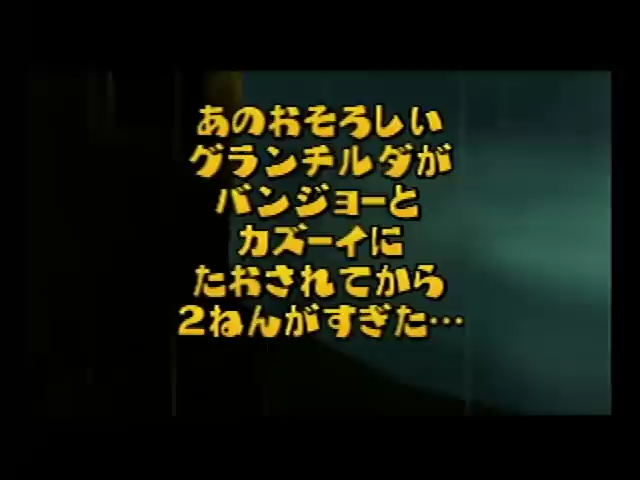 あのおそろしい
グランチルダが
バンジョーと
カズーイに
たおされてから
2ねんがすぎた…